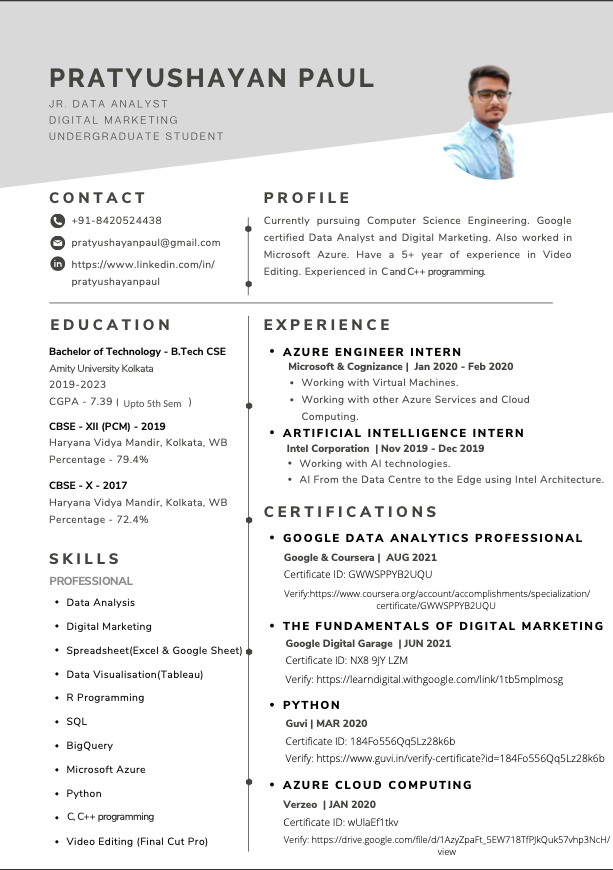 PRATYUSHAYAN PAUL
JR. DATA ANALYST
DIGITAL MARKETING
UNDERGRADUATE STUDENT
CONTACT
+91-8420524438
pratyushayanpaul@gmail.com
https://www.linkedin.com/in/
pratyushayanpaul
PROFILE
Currently pursuing Computer Science Engineering. Google
certified Data Analyst and Digital Marketing. Also worked in
Microsoft Azure. Have a 5+ year of experience in Video
Editing. Experienced in C and C++ programming.
EDUCATION
Bachelor of Technology - B.Tech CSE
Amity University Kolkata
2019-2023
CGPA - 7.39 ( Upto 5th Sem )
CBSE - XII (PCM) - 2019
Haryana Vidya Mandir, Kolkata, WB
Percentage - 79.4%
CBSE - X - 2017
Haryana Vidya Mandir, Kolkata, WB
Percentage - 72.4%
SKILLS
PROFESSIONAL
• Data Analysis
• Digital Marketing
• Spreadsheet(Excel & Google Sheet)
• Data Visualisation(Tableau)
• R Programming
• SQL
• BigQuery
• Microsoft Azure
• Python
• C, C++ programming
• Video Editing (Final Cut Pro)
EXPERIENCE
• AZURE ENGINEER INTERN
Microsoft & Cognizance | Jan 2020 - Feb 2020
• Working with Virtual Machines.
• Working with other Azure Services and Cloud
Computing.
• ARTIFICIAL INTELLIGENCE INTERN
Intel Corporation | Nov 2019 - Dec 2019
• Working with AI technologies.
• AI From the Data Centre to the Edge using Intel Architecture.
CERTIFICATIONS
• GOOGLE DATA ANALYTICS PROFESSIONAL
Google & Coursera | AUG 2021
Certificate ID: GWWSPPYB2UQU
Verify:https://www.coursera.org/account/accomplishments/specialization/
certificate/GWWSPPYB2UQU
• THE FUNDAMENTALS OF DIGITAL MARKETING
Google Digital Garage | JUN 2021
Certificate ID: NX8 9JY LZM
Verify: https://learndigital.withgoogle.com/link/1tb5mplmosg
• PYTHON
Guvi | MAR 2020
Certificate ID: 184Fo556Qq5Lz28k6b
Verify: https://www.guvi.in/verify-certificate?id=184Fo556Qq5Lz28k6b
• AZURE CLOUD COMPUTING
Verzeo | JAN 2020
Certificate ID: wUlaEf1tkv
Verify: https://drive.google.com/file/d/1AzyZpaFt_5EW718TfPJkQuk57vhp3NcH/
view